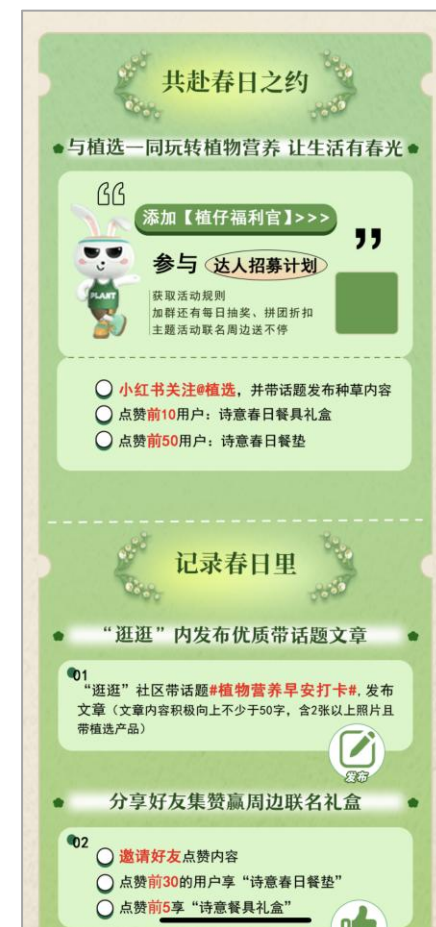 共赴春日之约
与植选一同玩转植物营养 让生活有春光
添加【植仔福利官】>>>
参与 达人招募计划
PLANT
获取活动规则
加群还有每日抽奖、拼团折扣
主题活动联名周边送不停
小红书关注@植选，并带话题发布种草内容
点赞前10用户：诗意春日餐具礼盒
点赞前50用户：诗意春日餐垫
记录春日里
“逛逛”内发布优质带话题文章
01
“逛逛”社区带话题#植物营养早安打卡#，发布
文章（文章内容积极向上不少于50字，含2张以上照片且
带植选产品）
发布
分享好友集赞赢周边联名礼盒
02
邀请好友点赞内容
点赞前30的用户享“诗意春日餐垫”
点赞前5享“诗意餐具礼盒”